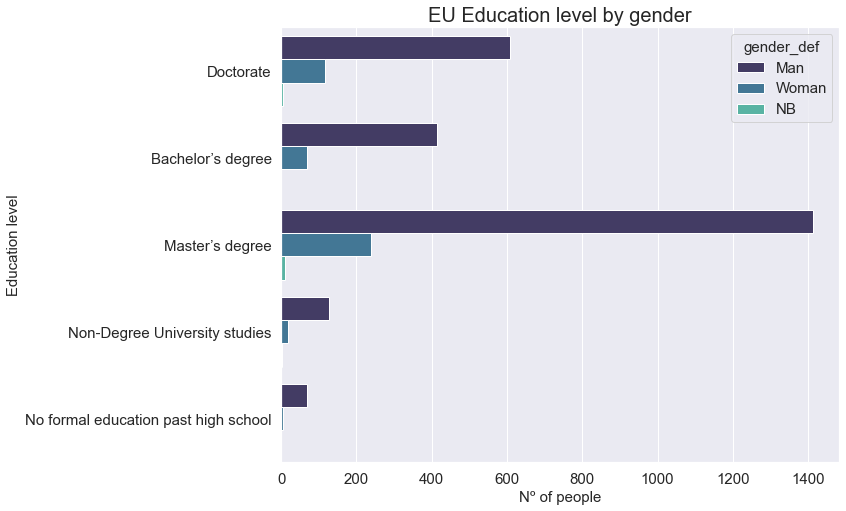 EU Education level by gender
gender_def
Man
Woman
NB
Education level
Doctorate
Bachelor’s degree
Master’s degree
Non-Degree University studies
No formal education past high school
0 200 400 600 800 1000 1200 1400
Nº of people